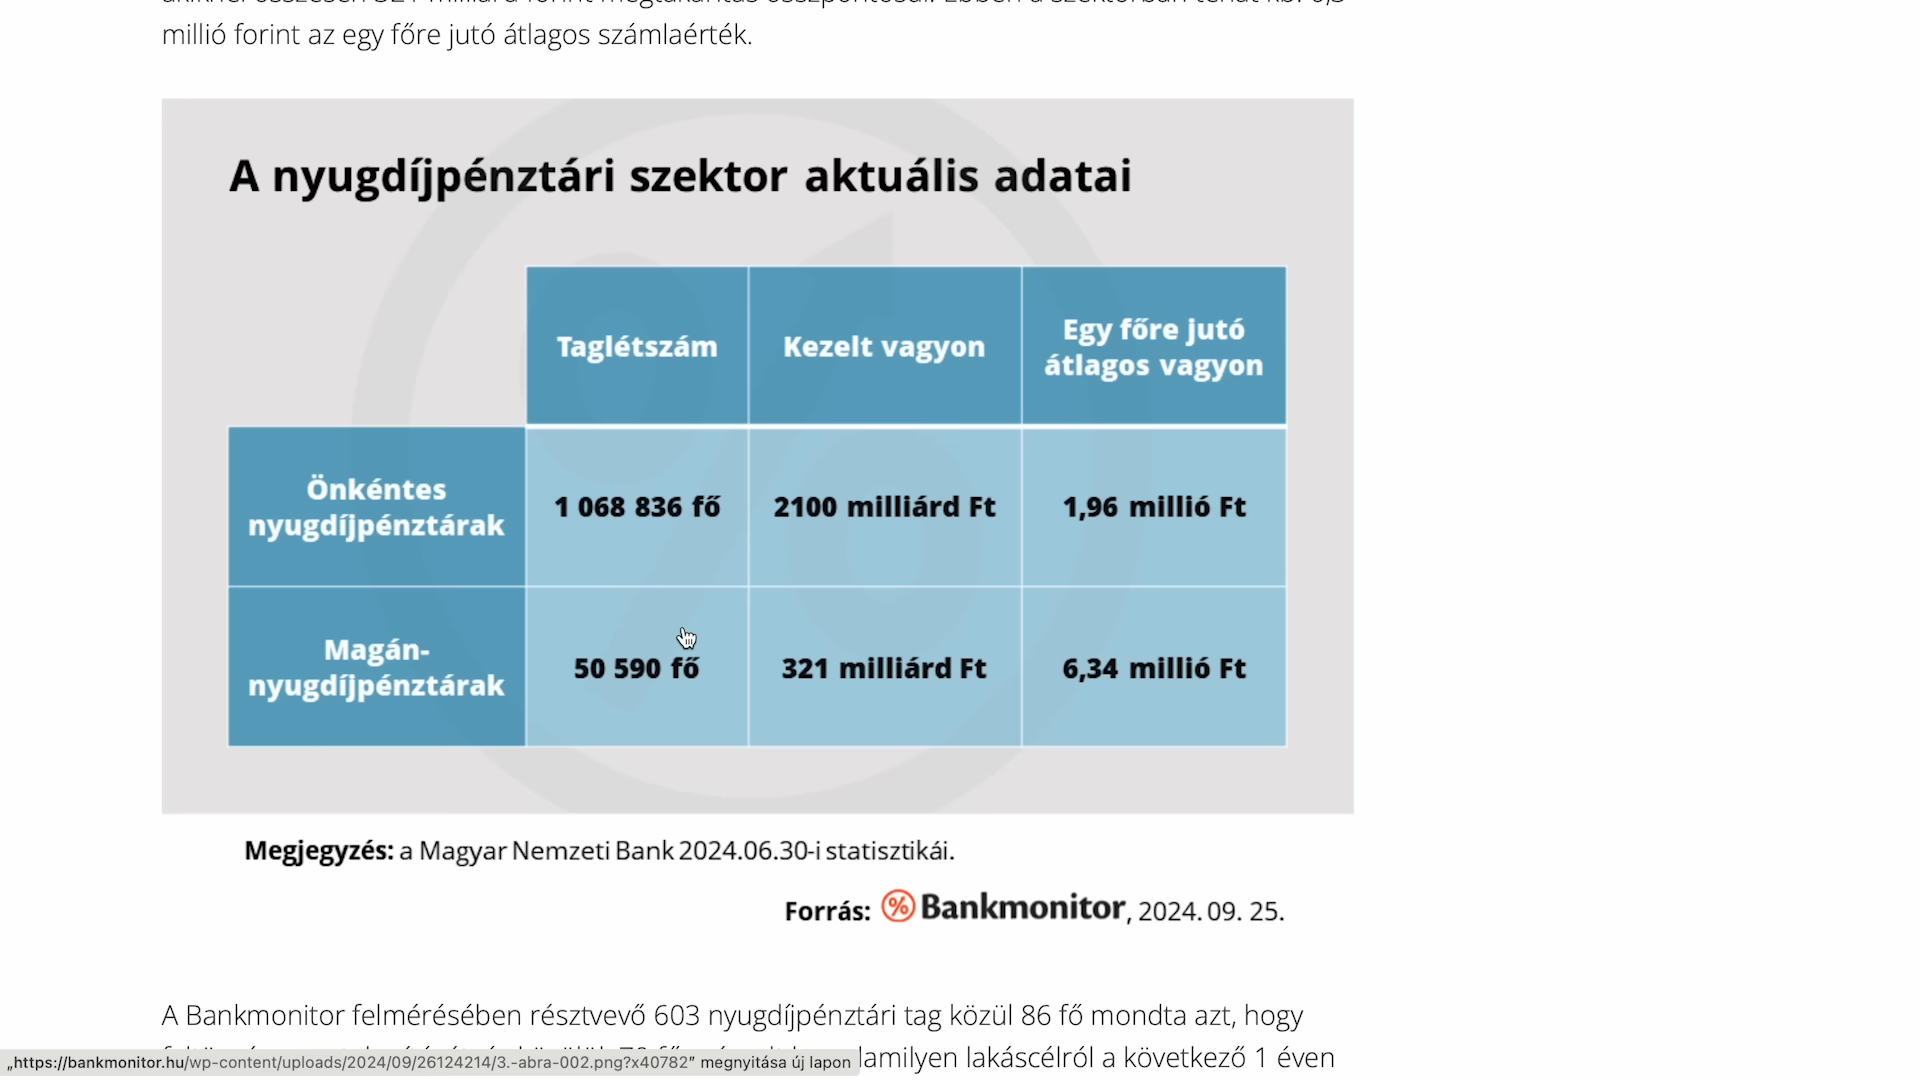 millió forint az egy főre jutó átlagos számlaérték.
A nyugdíjpénztári szektor aktuális adatai
Taglétszám
Kezelt vagyon
Egy főre jutó
átlagos vagyon
Önkéntes
nyugdíjpénztárak
1 068 836 fő
2100 milliárd Ft
1,96 millió Ft
Magán-
nyugdíjpénztárak
50 590 fő
321 milliárd Ft
6,34 millió Ft
Megjegyzés: a Magyar Nemzeti Bank 2024.06.30-i statisztikái.
Forrás: % Bankmonitor, 2024. 09. 25.
A Bankmonitor felmérésében résztvevő 603 nyugdíjpénztári tag közül 86 fő mondta azt, hogy
lakáscélról a következő 1 éven
„https://bankmonitor.hu/wp-content/uploads/2024/09/26124214/3.-abra-002.png?x40782” megnyitása új lapon